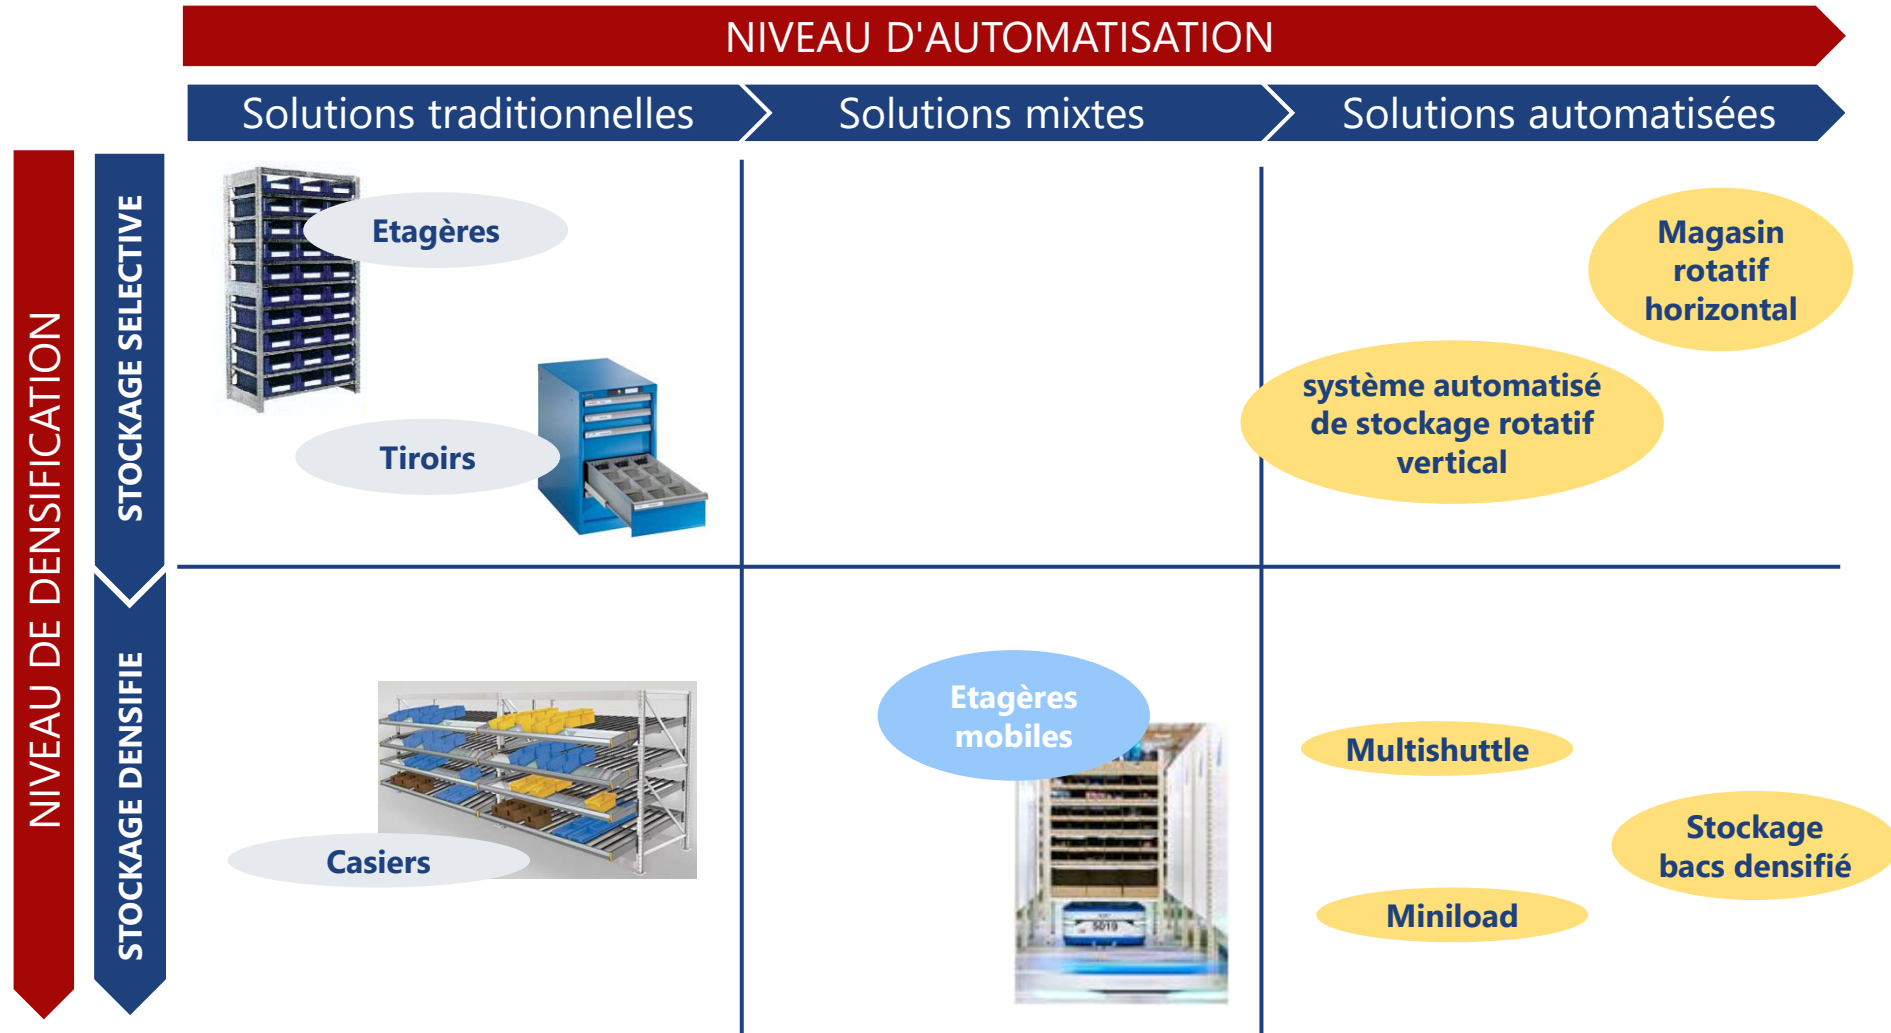 NIVEAU D'AUTOMATISATION
Solutions traditionnelles
Solutions mixtes
Solutions automatisées
NIVEAU DE DENSIFICATION
STOCKAGE SELECTIVE
Etagères
Tiroirs
Magasin
rotatif
horizontal
système automatisé
de stockage rotatif
vertical
STOCKAGE DENSIFIE
Casiers
Etagères
mobiles
5019
Multishuttle
Stockage
bacs densifié
Miniload